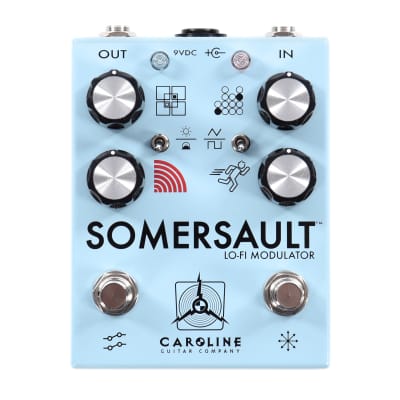 OUT 9VDC IN
SOMERSAULT™
LO-FI MODULATOR
CAROLINE
GUITAR COMPANY